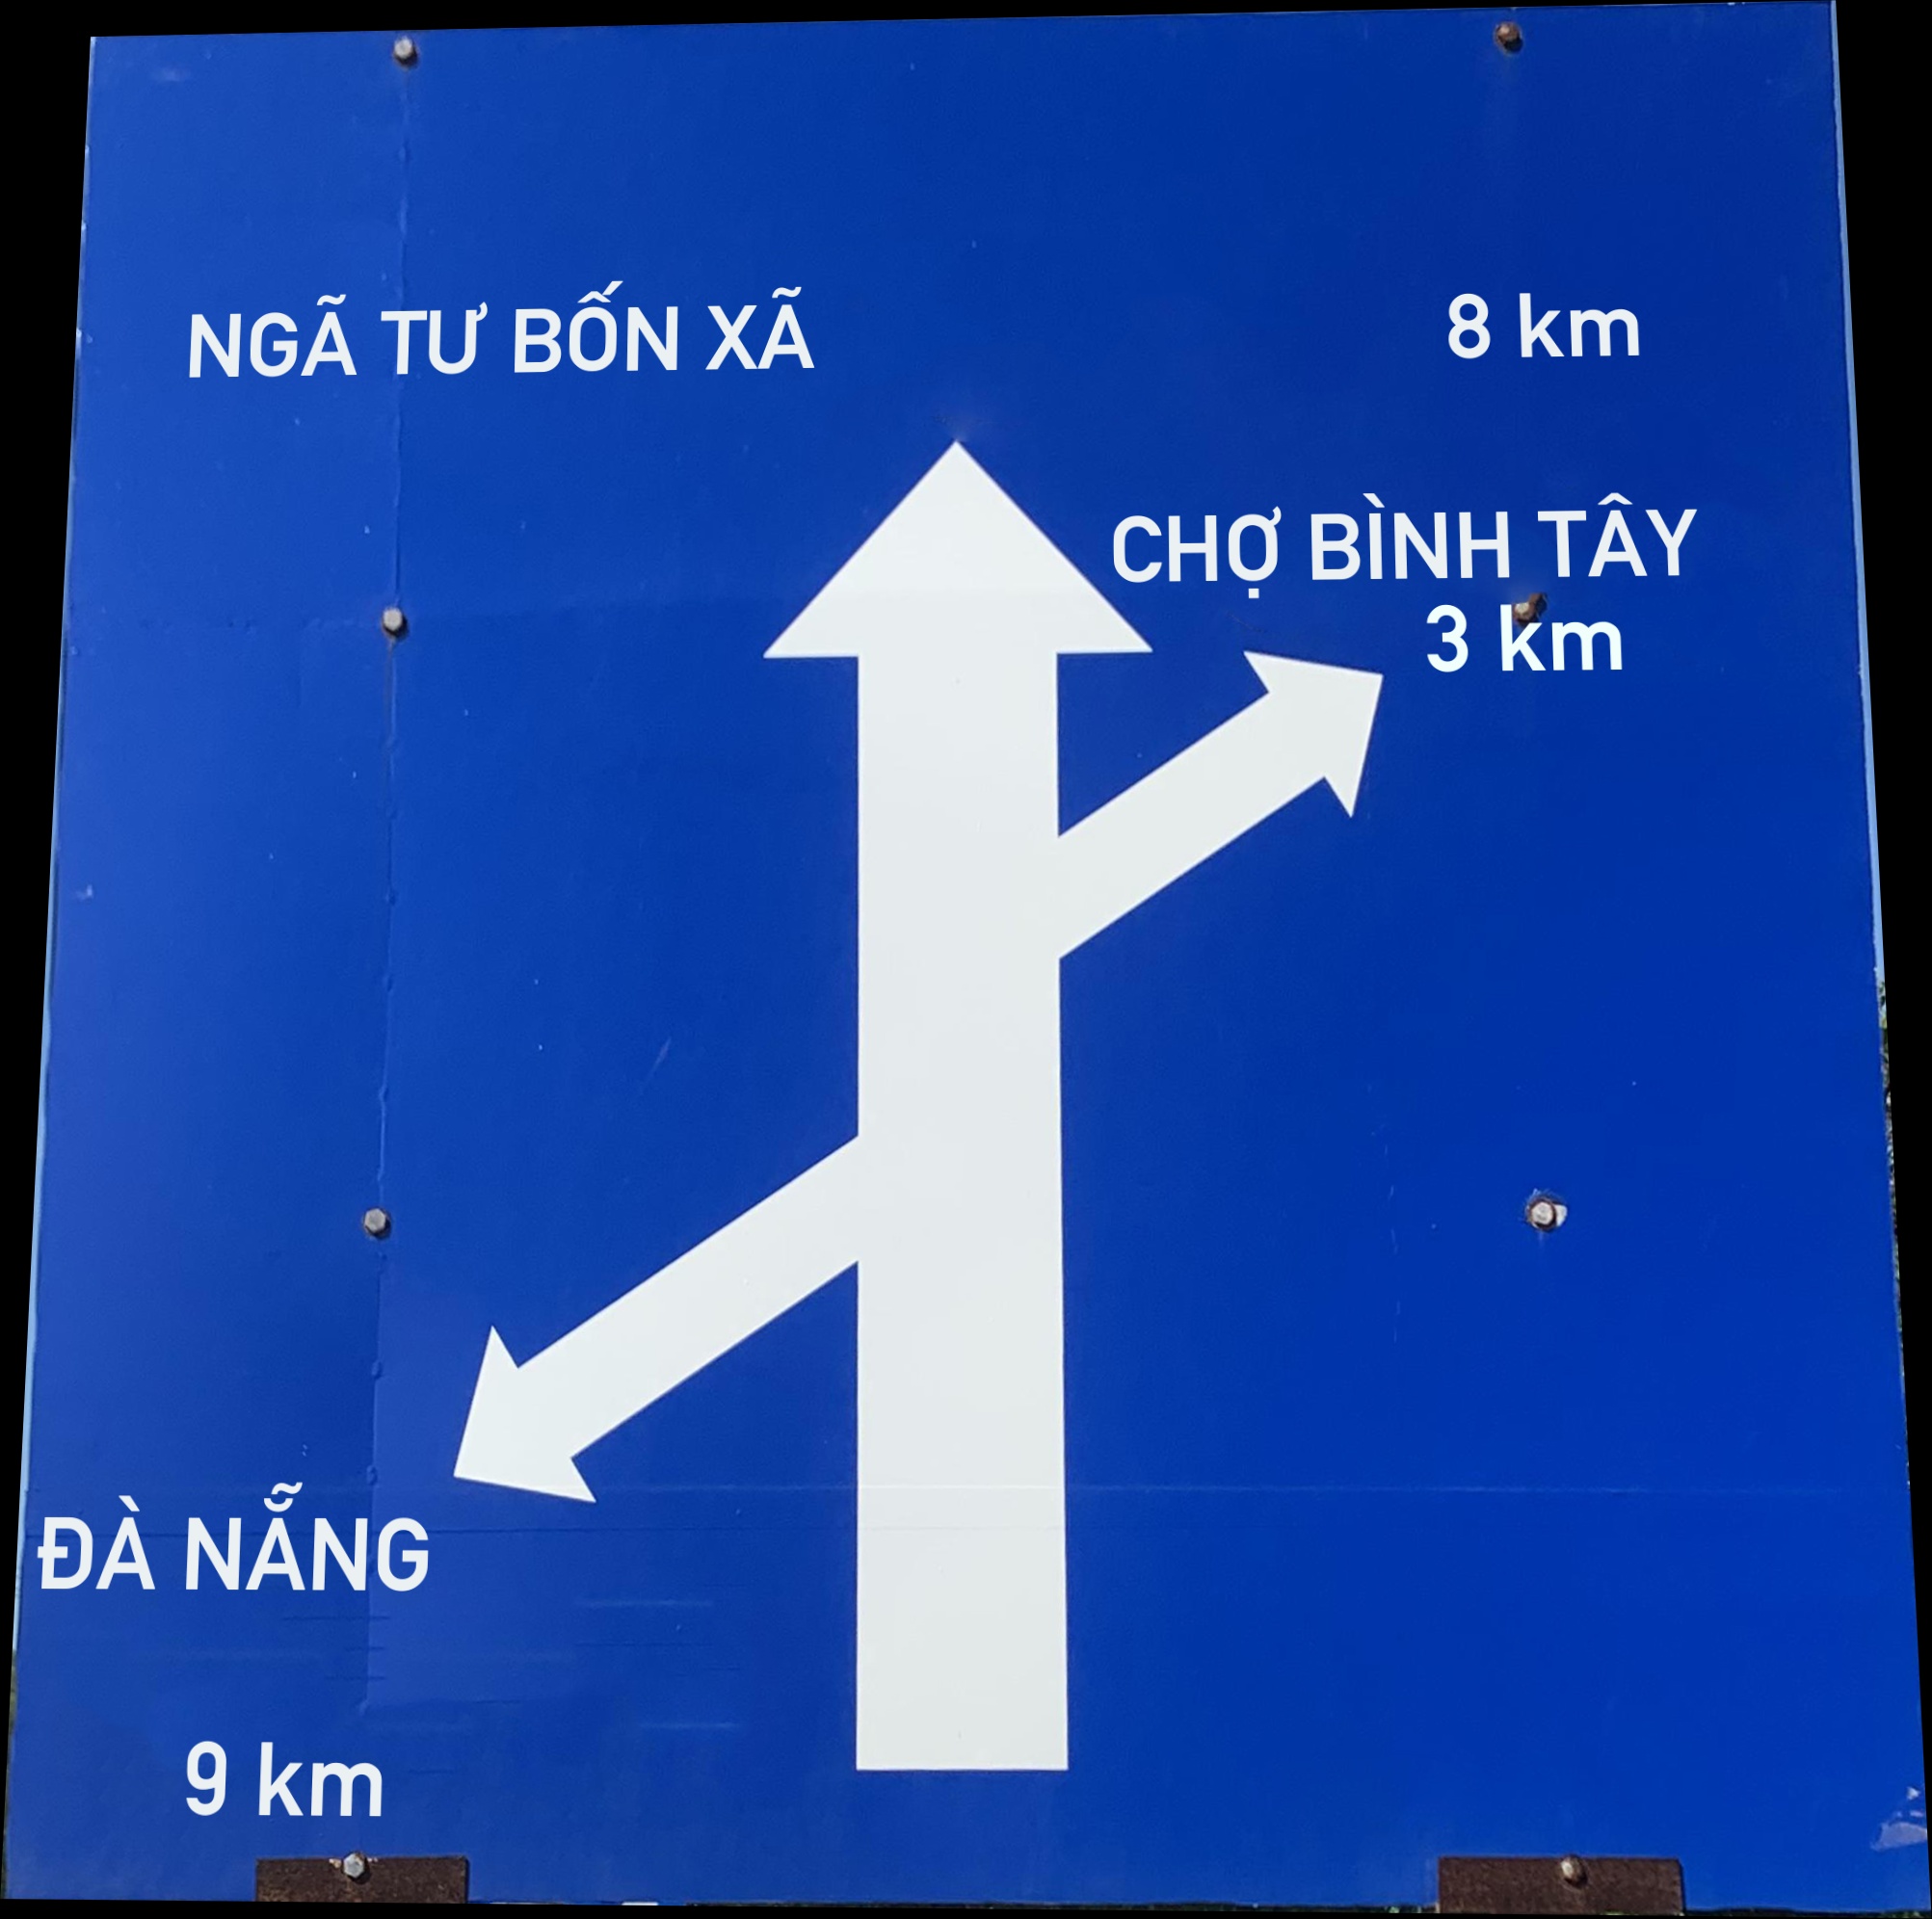 NGÃ TƯ BỐN XÃ 8 km
CHỢ BÌNH TÂY
3 km
ĐÀ NẴNG
9 km